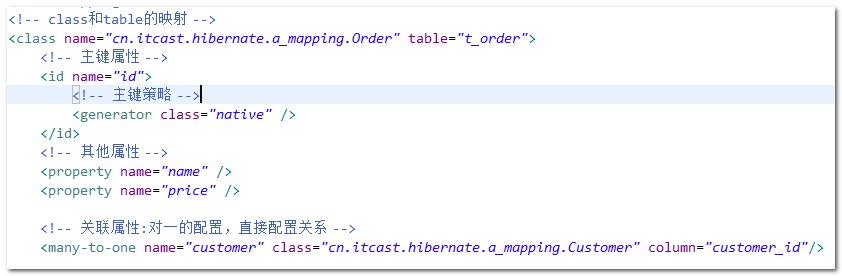 <!-- class和table的映射 -->
<class name="cn.itcast.hibernate.a_mapping.Order" table="t_order">
<!-- 主键属性 -->
<id name="id">
<!-- 主键策略 -->
<generator class="native" />
</id>
<!-- 其他属性 -->
<property name="name" />
<property name="price" />
<!-- 关联属性:对一的配置，直接配置关系 -->
<many-to-one name="customer" class="cn.itcast.hibernate.a_mapping.Customer" column="customer_id"/>